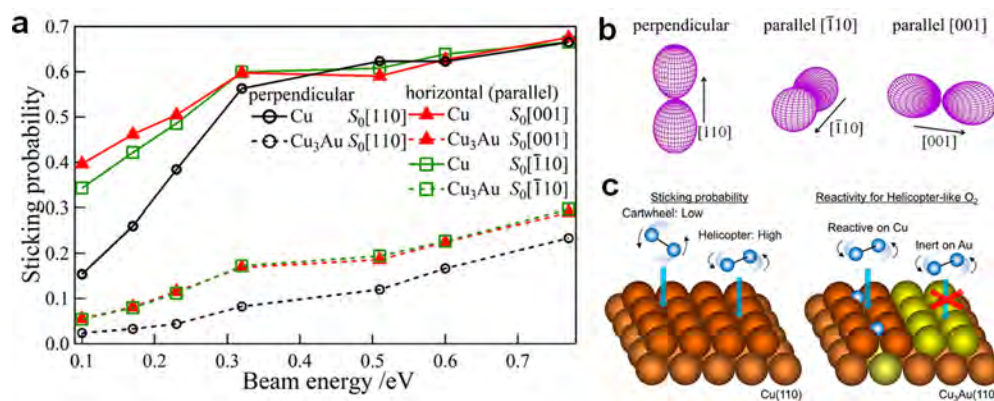 a
0.7
0.6
0.5
0.4
0.3
0.2
0.1
0.0
Sticking probability
0.1 0.2 0.3 0.4 0.5 0.6 0.7
Beam energy /eV
perpendicular
Cu S₀[110]
Cu₃Au S₀[110]
horizontal (parallel)
Cu S₀[001]
Cu₃Au S₀[001]
Cu S₀[1̅10]
Cu₃Au S₀[1̅10]
b
perpendicular parallel [1̅10] parallel [001]
[110]
[1̅10]
[001]
c
Sticking probability
Cartwheel: Low
Helicopter: High
Cu(110)
Reactivity for Helicopter-like O₂
Reactive on Cu
Inert on Au
Cu₃Au(110)